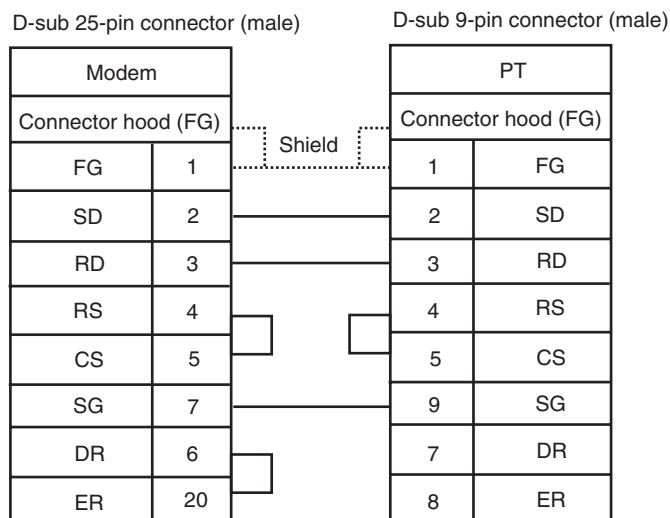 D-sub 25-pin connector (male)
D-sub 9-pin connector (male)
Modem
PT
Connector hood (FG)
Connector hood (FG)
Shield
FG 1
1 FG
SD 2
2 SD
RD 3
3 RD
RS 4
4 RS
CS 5
5 CS
SG 7
9 SG
DR 6
7 DR
ER 20
8 ER